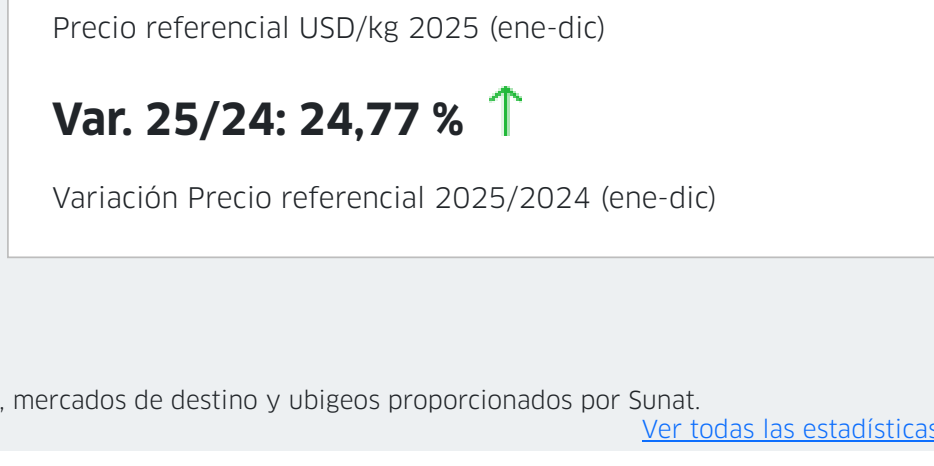 Precio referencial USD/kg 2025 (ene-dic)
Var. 25/24: 24,77 %
Variación Precio referencial 2025/2024 (ene-dic)
, mercados de destino y ubigeos proporcionados por Sunat.
Ver todas las estadísticas